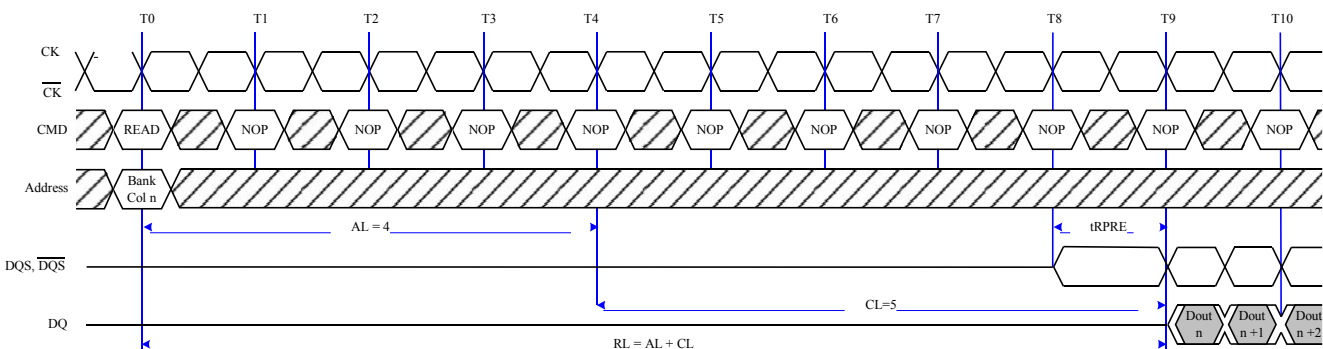 T0 T1 T2 T3 T4 T5 T6 T7 T8 T9 T10
CK
CK
CMD READ NOP NOP NOP NOP NOP NOP NOP NOP NOP NOP
Address Bank
Col n
AL = 4 tRPRE
DQS, DQS
CL=5
DQ Dout Dout Dout
n n +1 n +2
RL = AL + CL